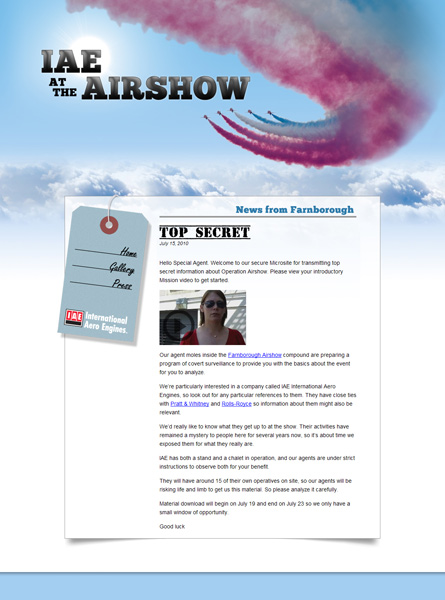 IAE
AT THE AIRSHOW
News from Farnborough
Home
Gallery
Press
IAE International
Aero Engines.
TOP SECRET
July 15, 2010
Hello Special Agent. Welcome to our secure Microsite for transmitting top
secret information about Operation Airshow. Please view your introductory
Mission video to get started.
Our agent moles inside the Farnborough Airshow compound are preparing a
program of covert surveillance to provide you with the basics about the event
for you to analyze.
We're particularly interested in a company called IAE International Aero
Engines, so look out for any particular references to them. They have close ties
with Pratt & Whitney and Rolls-Royce so information about them might also be
relevant.
We'd really like to know what they get up to at the show. Their activities have
remained a mystery to people here for several years now, so it's about time we
exposed them for what they really are.
IAE has both a stand and a chalet in operation, and our agents are under strict
instructions to observe both for your benefit.
They will have around 15 of their own operatives on site, so our agents will be
risking life and limb to get us this material. So please analyze it carefully.
Material download will begin on July 19 and end on July 23 so we only have a
small window of opportunity.
Good luck